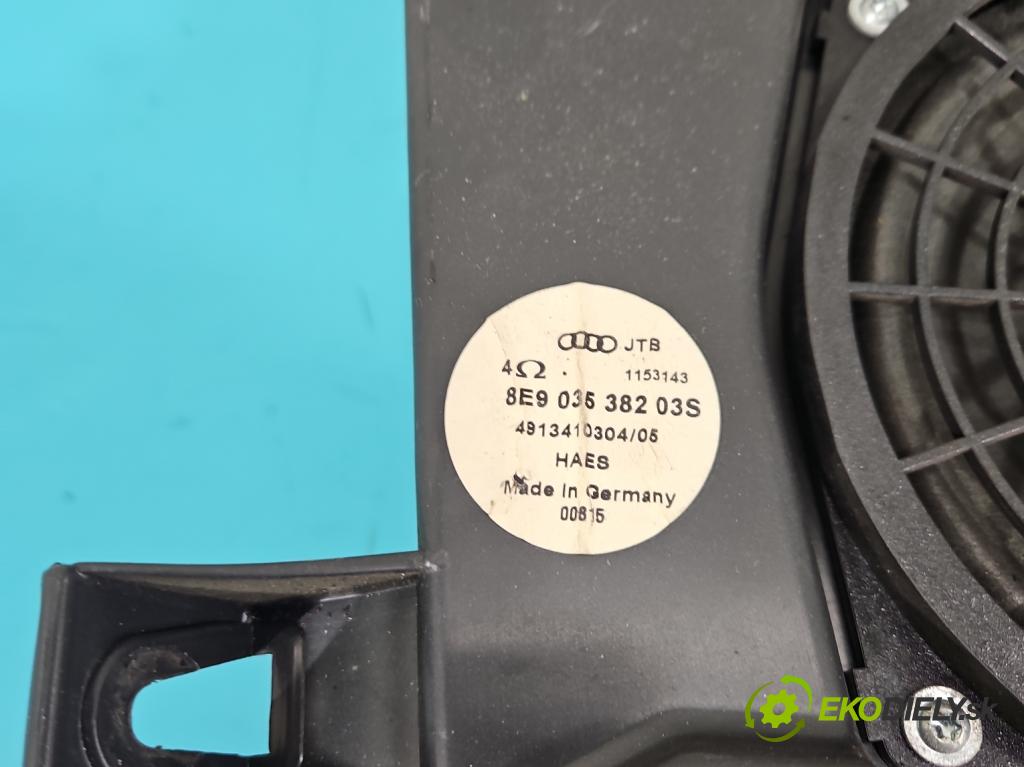 JTB
4Ω . 1153143
8E9 035 382 03S
4913410304/05
HAES
Made In Germany
00815
EKODIELY.sk